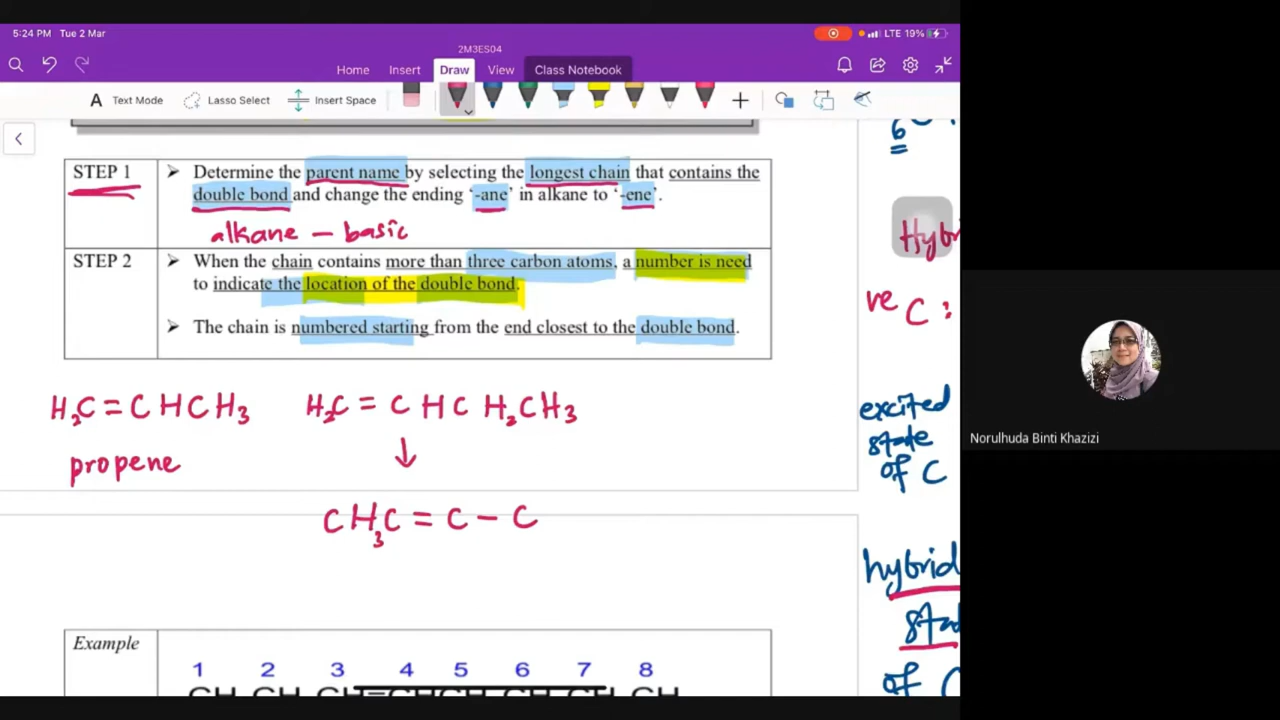 5:24 PM Tue 2 Mar
LTE 19%
2M3ES04
Home Insert Draw View Class Notebook
A Text Mode Lasso Select Insert Space
STEP 1
➢ Determine the parent name by selecting the longest chain that contains the
double bond and change the ending ‘-ane’ in alkane to ‘-ene’.
alkane – basic
STEP 2
➢ When the chain contains more than three carbon atoms, a number is need
to indicate the location of the double bond.
➢ The chain is numbered starting from the end closest to the double bond.
H₂C=CHCH₃ H₂C=CHCH₂CH₃
propene ↓
CH₃C=C–C
Example
1 2 3 4 5 6 7 8
6
ve C :
excited
state
of C
hybrid
of C
Norulhuda Binti Khazizi